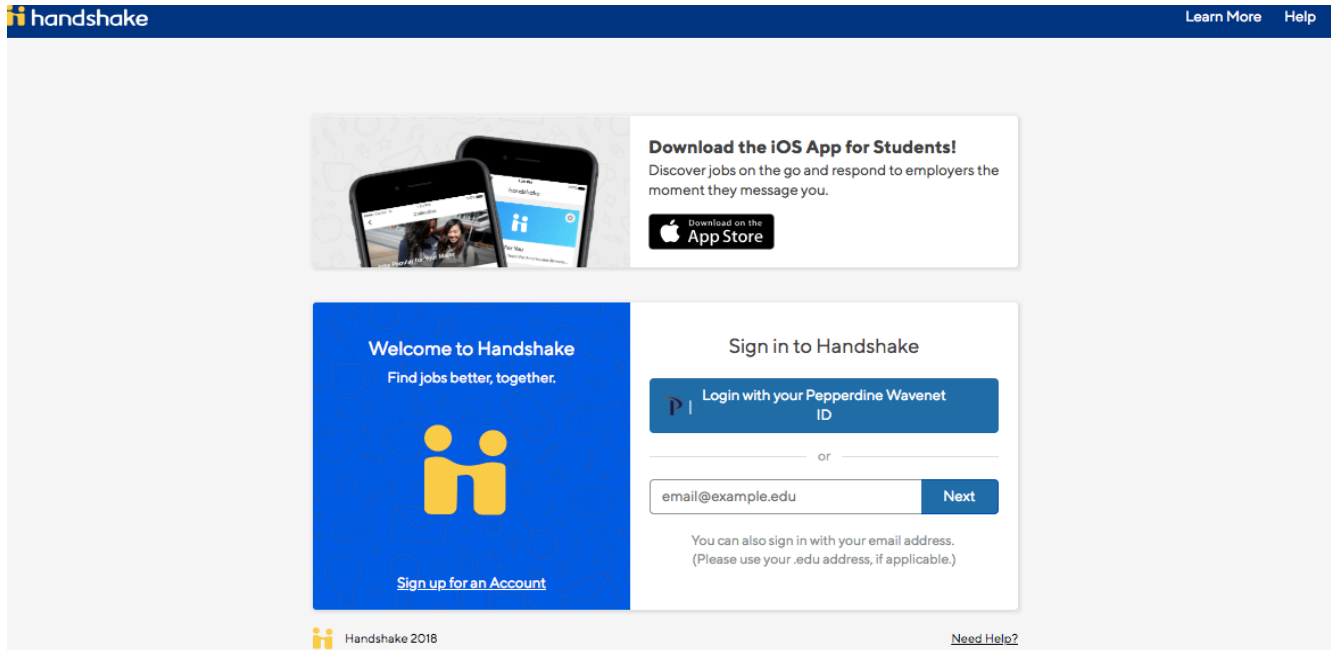 handshake
Learn More Help
Download the iOS App for Students!
Discover jobs on the go and respond to employers the
moment they message you.
Download on the
App Store
handshake
Welcome to Handshake
Find jobs better, together.
Sign up for an Account
Sign in to Handshake
Login with your Pepperdine Wavenet
ID
or
email@example.edu
Next
You can also sign in with your email address.
(Please use your .edu address, if applicable.)
Handshake 2018
Need Help?